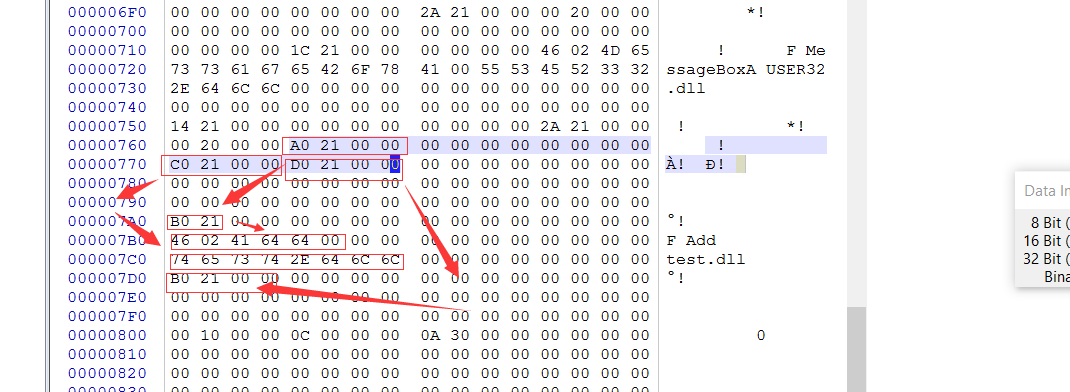 000006F0 00 00 00 00 00 00 00 00 2A 21 00 00 00 20 00 00 *!
00000700 00 00 00 00 00 00 00 00 00 00 00 00 00 00 00 00
00000710 00 00 00 00 1C 21 00 00 00 00 00 00 46 02 4D 65 ! F Me
00000720 73 73 61 67 65 42 6F 78 41 00 55 53 45 52 33 32 ssageBoxA USER32
00000730 2E 64 6C 6C 00 00 00 00 00 00 00 00 00 00 00 00 .dll
00000740 00 00 00 00 00 00 00 00 00 00 00 00 00 00 00 00
00000750 14 21 00 00 00 00 00 00 00 00 00 00 2A 21 00 00 ! *!
00000760 00 20 00 00 A0 21 00 00 00 00 00 00 00 00 00 00 !
00000770 C0 21 00 00 D0 21 00 00 00 00 00 00 00 00 00 00 À! Ð!
00000780 00 00 00 00 00 00 00 00 00 00 00 00 00 00 00 00
00000790 00 00 00 00 00 00 00 00 00 00 00 00 00 00 00 00
000007A0 B0 21 00 00 00 00 00 00 00 00 00 00 00 00 00 00 °!
000007B0 46 02 41 64 64 00 00 00 00 00 00 00 00 00 00 00 F Add
000007C0 74 65 73 74 2E 64 6C 6C 00 00 00 00 00 00 00 00 test.dll
000007D0 B0 21 00 00 00 00 00 00 00 00 00 00 00 00 00 00 °!
000007E0 00 00 00 00 00 00 00 00 00 00 00 00 00 00 00 00
000007F0 00 00 00 00 00 00 00 00 00 00 00 00 00 00 00 00
00000800 00 10 00 00 0C 00 00 00 0A 30 00 00 00 00 00 00 0
00000810 00 00 00 00 00 00 00 00 00 00 00 00 00 00 00 00
00000820 00 00 00 00 00 00 00 00 00 00 00 00 00 00 00 00
00000830 00 00 00 00 00 00 00 00 00 00 00 00 00 00 00 00
Data In
8 Bit (
16 Bit (
32 Bit (
Bina